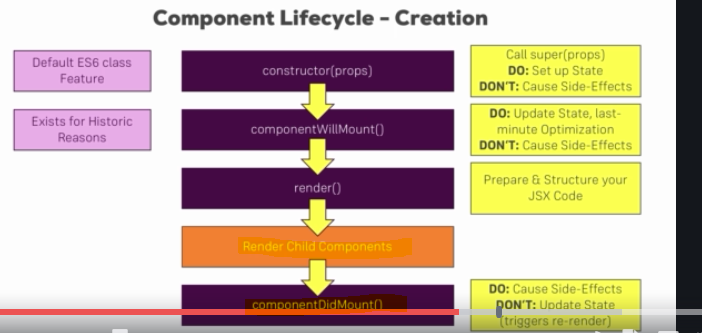 Component Lifecycle – Creation
Default ES6 class
Feature
constructor(props)
Call super(props)
DO: Set up State
DON'T: Cause Side-Effects
Exists for Historic
Reasons
componentWillMount()
DO: Update State, last-
minute Optimization
DON'T: Cause Side-Effects
render()
Prepare & Structure your
JSX Code
Render Child Components
componentDidMount()
DO: Cause Side-Effects
DON'T: Update State
(triggers re-render)